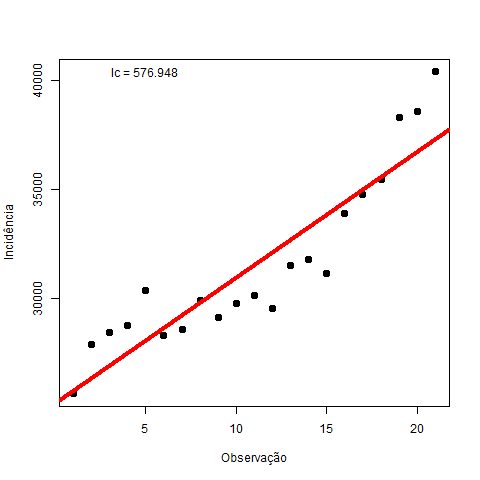 Ic = 576.948
Incidência
40000
35000
30000
5 10 15 20
Observação